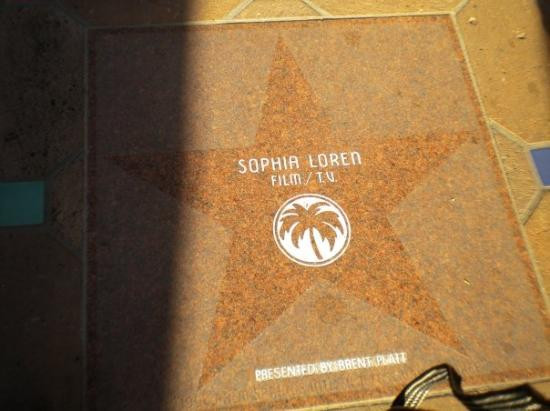 SOPHIA LOREN
FILM/T.V.
PRESENTED BY BRENT PLATT